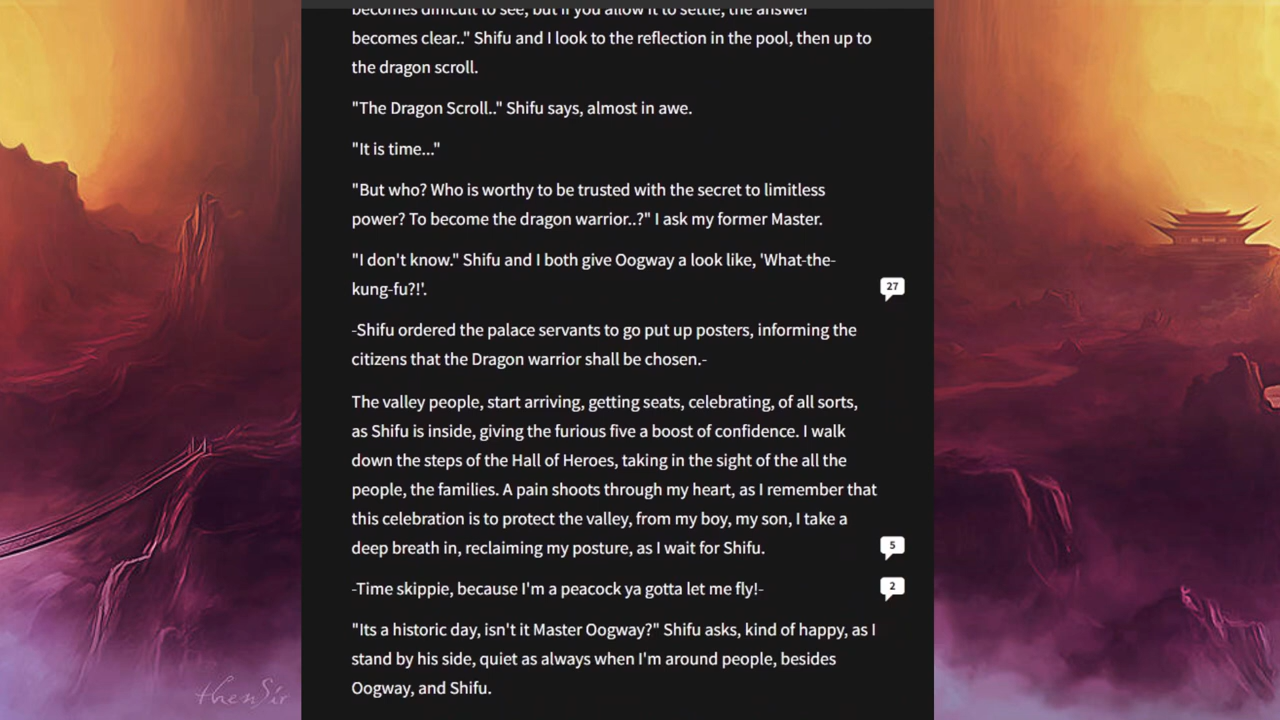 becomes difficult to see, but if you allow it to settle, the answer
becomes clear.." Shifu and I look to the reflection in the pool, then up to
the dragon scroll.
"The Dragon Scroll.." Shifu says, almost in awe.
"It is time..."
"But who? Who is worthy to be trusted with the secret to limitless
power? To become the dragon warrior..?" I ask my former Master.
"I don't know." Shifu and I both give Oogway a look like, 'What-the-
kung-fu?!'.
27
-Shifu ordered the palace servants to go put up posters, informing the
citizens that the Dragon warrior shall be chosen.-
The valley people, start arriving, getting seats, celebrating, of all sorts,
as Shifu is inside, giving the furious five a boost of confidence. I walk
down the steps of the Hall of Heroes, taking in the sight of the all the
people, the families. A pain shoots through my heart, as I remember that
this celebration is to protect the valley, from my boy, my son, I take a
deep breath in, reclaiming my posture, as I wait for Shifu.
5
-Time skippie, because I'm a peacock ya gotta let me fly!-
2
"Its a historic day, isn't it Master Oogway?" Shifu asks, kind of happy, as I
stand by his side, quiet as always when I'm around people, besides
Oogway, and Shifu.
thenSir